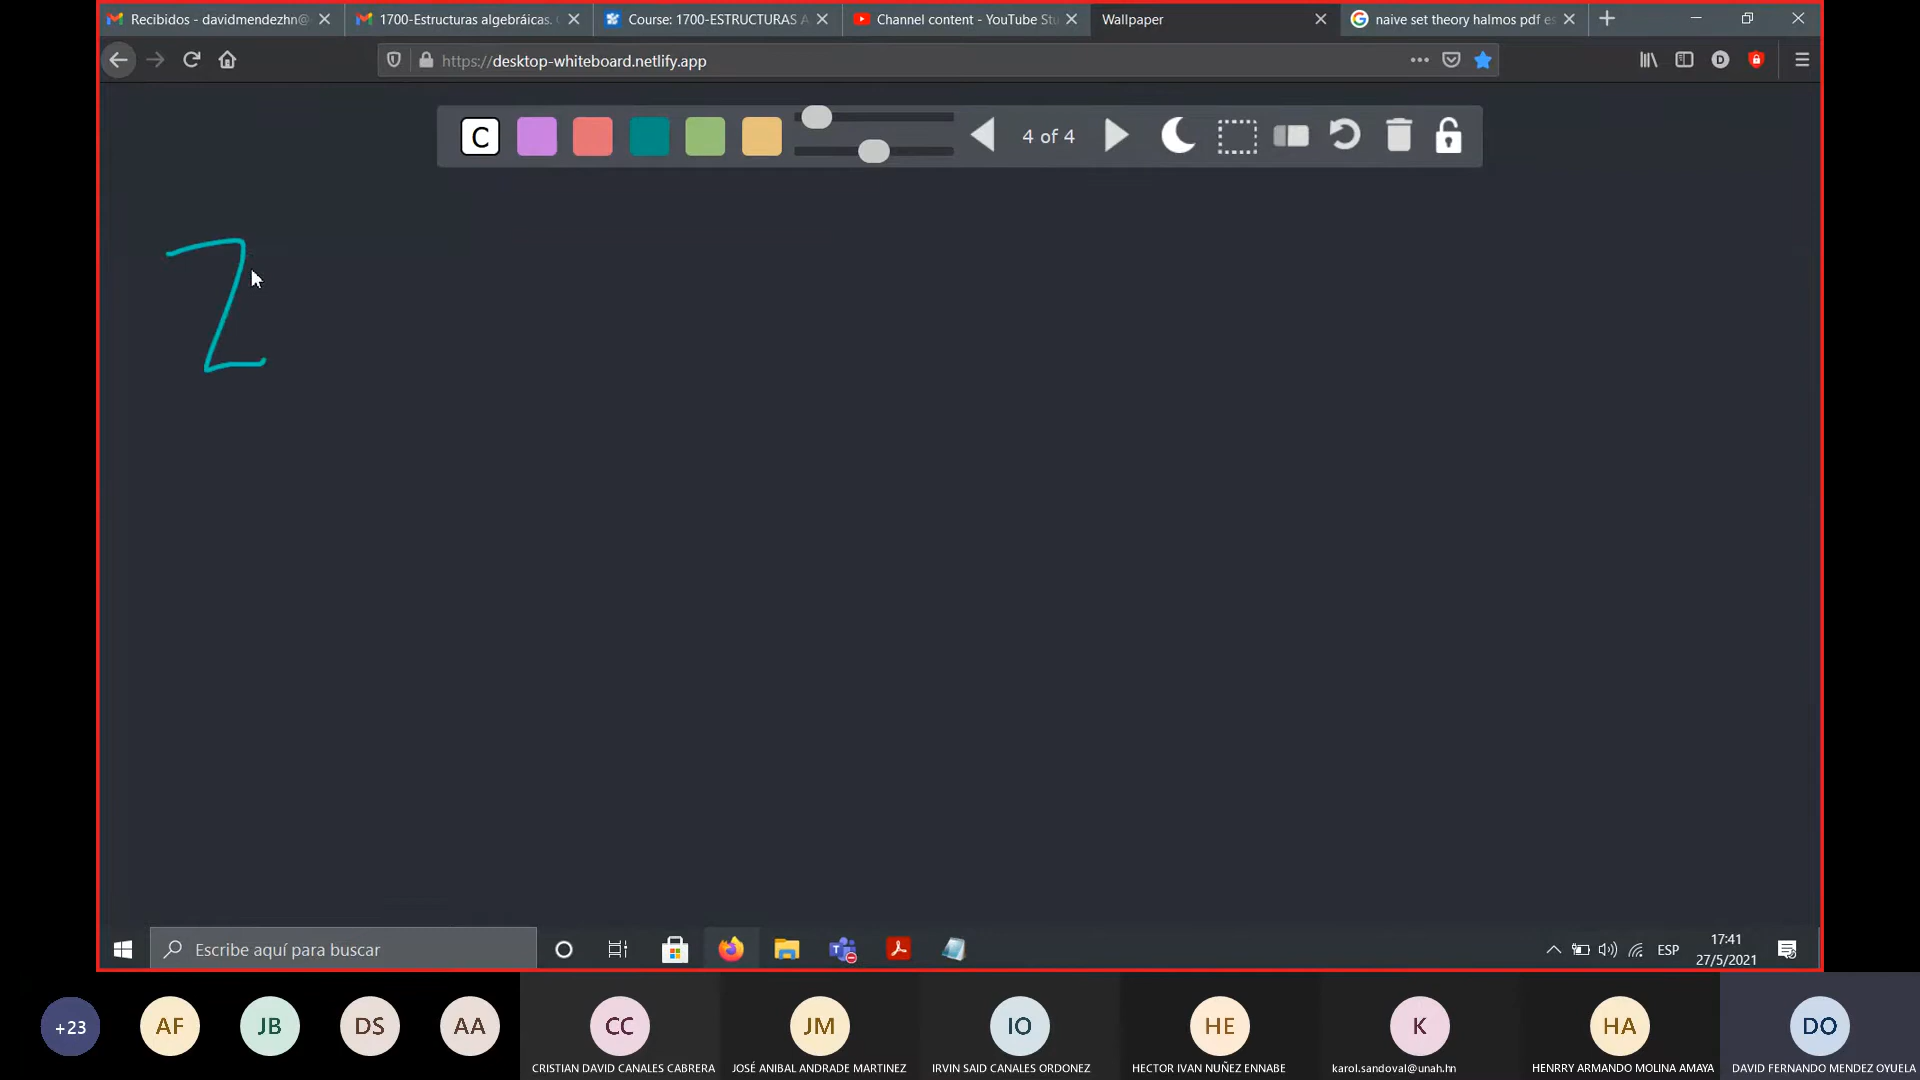 Recibidos - davidmendezhn@
1700-Estructuras algebráicas.
Course: 1700-ESTRUCTURAS A
Channel content - YouTube Stu
Wallpaper
naive set theory halmos pdf es
https://desktop-whiteboard.netlify.app
C
4 of 4
Z
Escribe aquí para buscar
ESP
17:41
27/5/2021
+23
AF
JB
DS
AA
CC
JM
IO
HE
K
HA
DO
CRISTIAN DAVID CANALES CABRERA
JOSÉ ANIBAL ANDRADE MARTINEZ
IRVIN SAID CANALES ORDONEZ
HECTOR IVAN NUÑEZ ENNABE
karol.sandoval@unah.hn
HENRRY ARMANDO MOLINA AMAYA
DAVID FERNANDO MENDEZ OYUELA